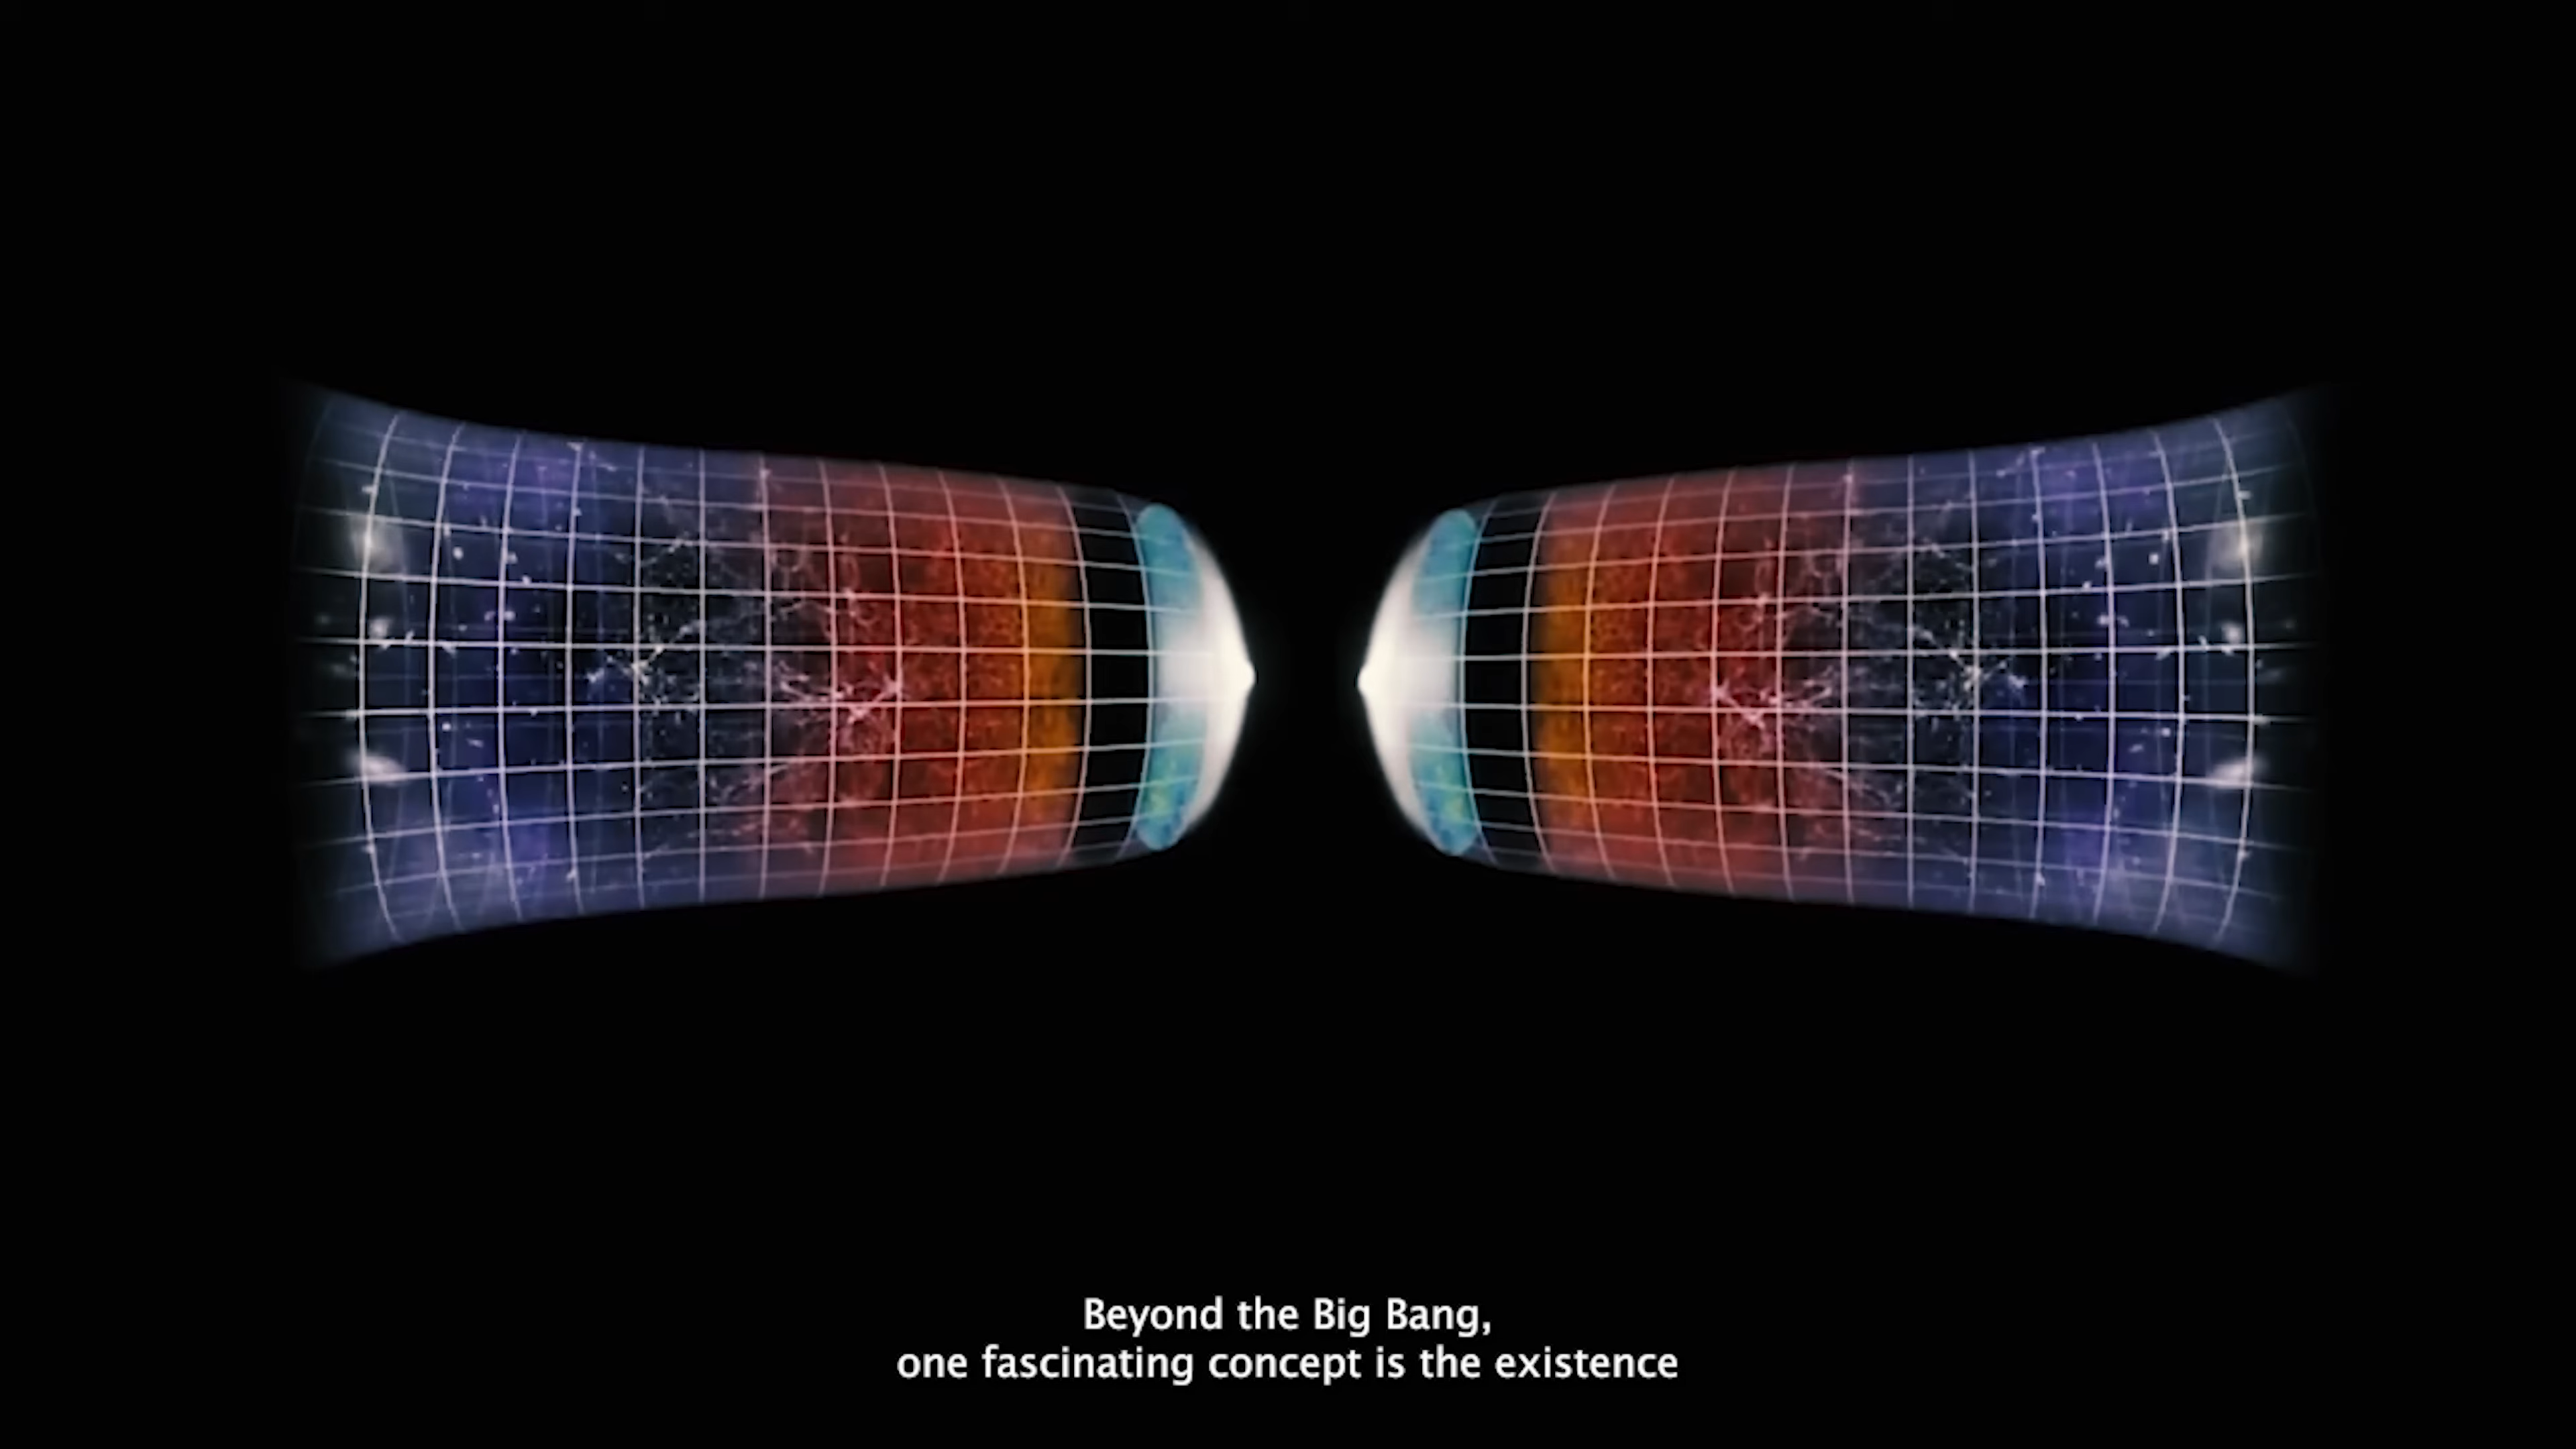 Beyond the Big Bang,
one fascinating concept is the existence